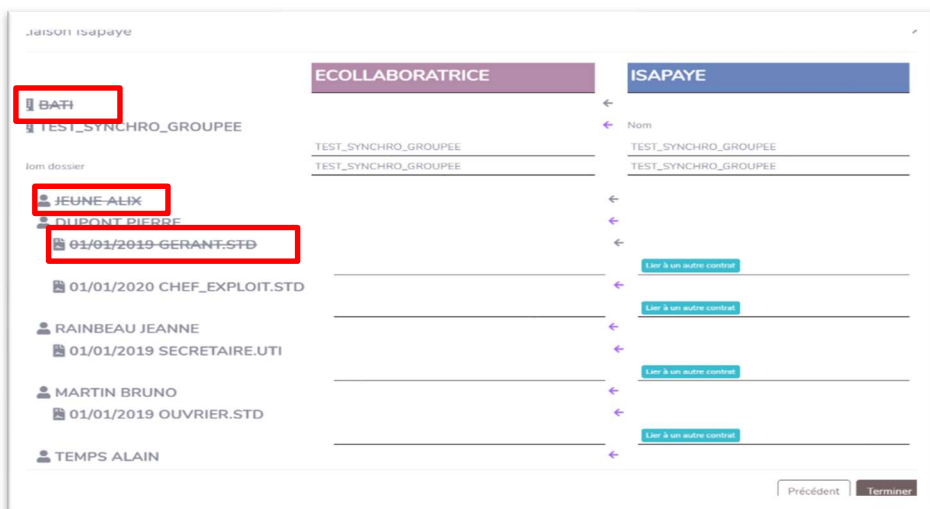 Liaison Isapaye
ECOLLABORATRICE ISAPAYE
BATI
TEST_SYNCHRO_GROUPEE Nom
TEST_SYNCHRO_GROUPEE TEST_SYNCHRO_GROUPEE
Nom dossier TEST_SYNCHRO_GROUPEE TEST_SYNCHRO_GROUPEE
JEUNE ALIX
DUPONT PIERRE
01/01/2019 GERANT.STD
Lier à un autre contrat
01/01/2020 CHEF_EXPLOIT.STD
Lier à un autre contrat
RAINBEAU JEANNE
01/01/2019 SECRETAIRE.UTI
Lier à un autre contrat
MARTIN BRUNO
01/01/2019 OUVRIER.STD
Lier à un autre contrat
TEMPS ALAIN
Précédent Terminer